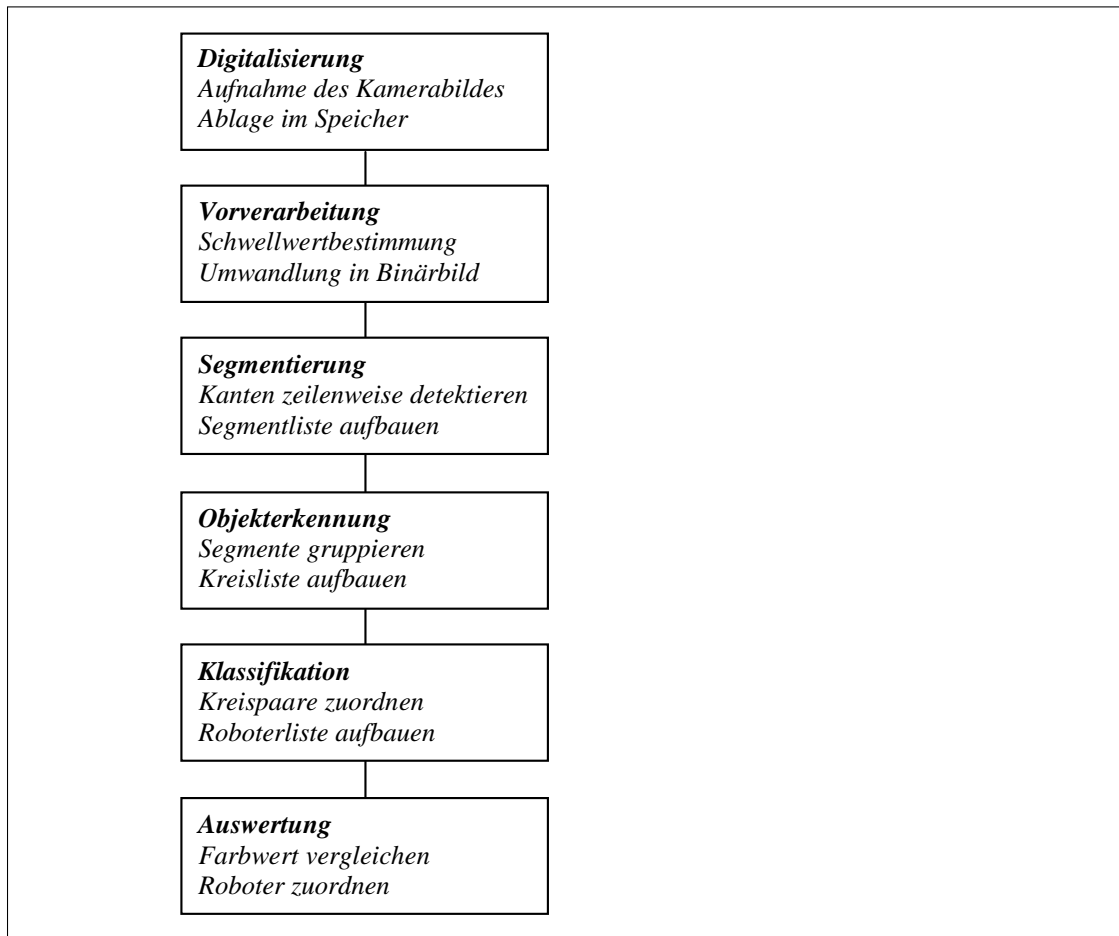 Digitalisierung
Aufnahme des Kamerabildes
Ablage im Speicher
Vorverarbeitung
Schwellwertbestimmung
Umwandlung in Binärbild
Segmentierung
Kanten zeilenweise detektieren
Segmentliste aufbauen
Objekterkennung
Segmente gruppieren
Kreisliste aufbauen
Klassifikation
Kreispaare zuordnen
Roboterliste aufbauen
Auswertung
Farbwert vergleichen
Roboter zuordnen